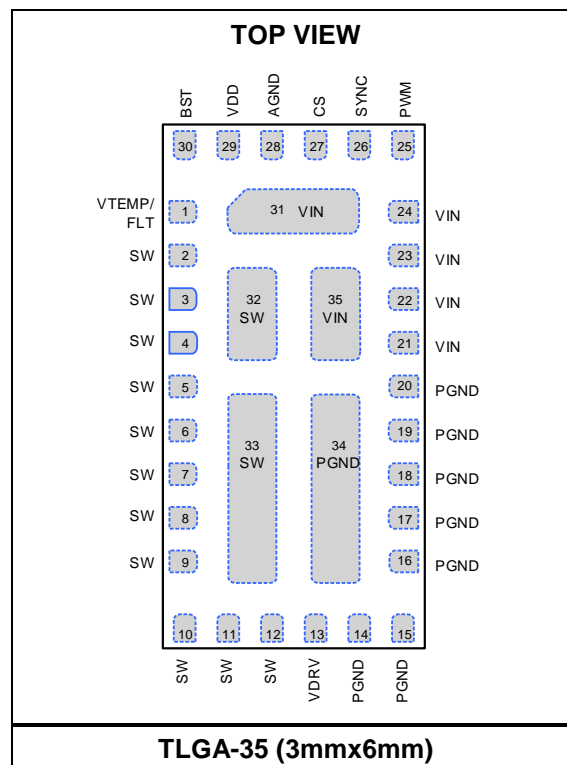 TOP VIEW
BST
VDD
AGND
CS
SYNC
PWM
30
29
28
27
26
25
VTEMP/
FLT
1
31 VIN
24
VIN
SW
2
23
VIN
SW
3
32
SW
35
VIN
22
VIN
SW
4
21
VIN
SW
5
20
PGND
SW
6
19
PGND
33
SW
34
PGND
SW
7
18
PGND
SW
8
17
PGND
SW
9
16
PGND
10
11
12
13
14
15
SW
SW
SW
VDRV
PGND
PGND
TLGA-35 (3mmx6mm)